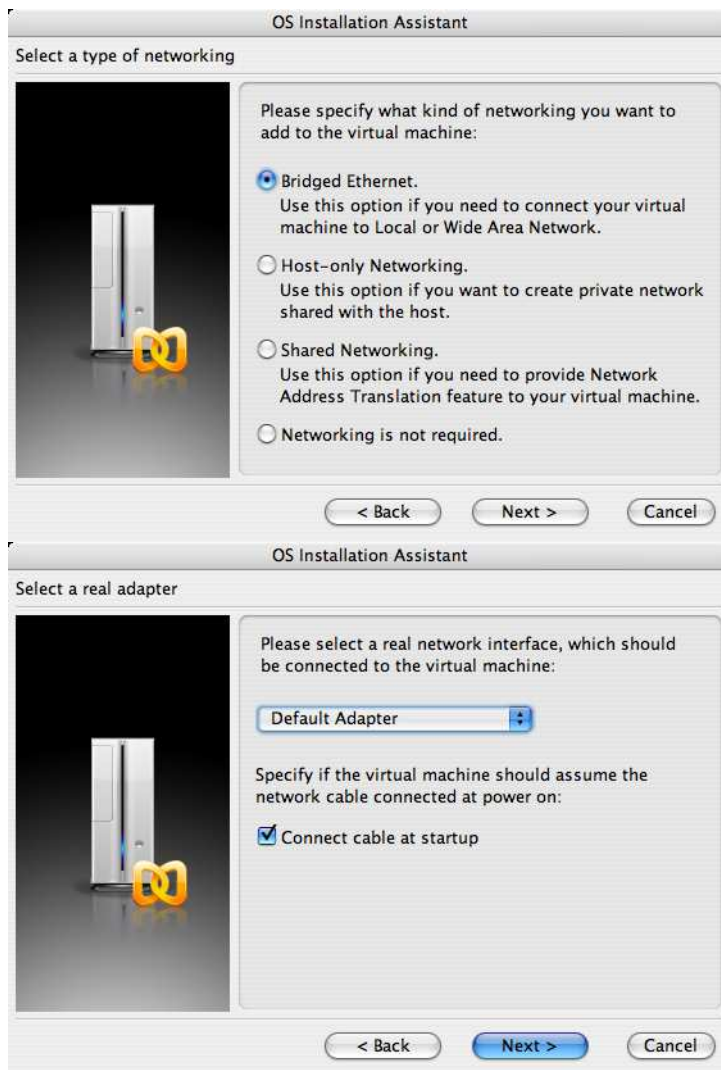 OS Installation Assistant
Select a type of networking
Please specify what kind of networking you want to
add to the virtual machine:
Bridged Ethernet.
Use this option if you need to connect your virtual
machine to Local or Wide Area Network.
Host-only Networking.
Use this option if you want to create private network
shared with the host.
Shared Networking.
Use this option if you need to provide Network
Address Translation feature to your virtual machine.
Networking is not required.
< Back
Next >
Cancel
OS Installation Assistant
Select a real adapter
Please select a real network interface, which should
be connected to the virtual machine:
Default Adapter
Specify if the virtual machine should assume the
network cable connected at power on:
Connect cable at startup
< Back
Next >
Cancel